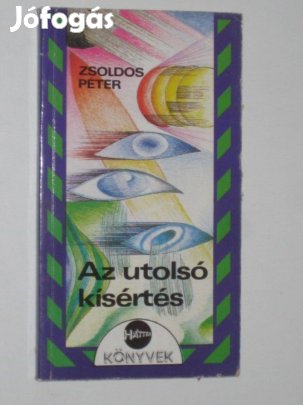 Jófogás
ZSOLDOS
PÉTER
Az utolsó
kísértés
HÁTTÉR
KÖNYVEK